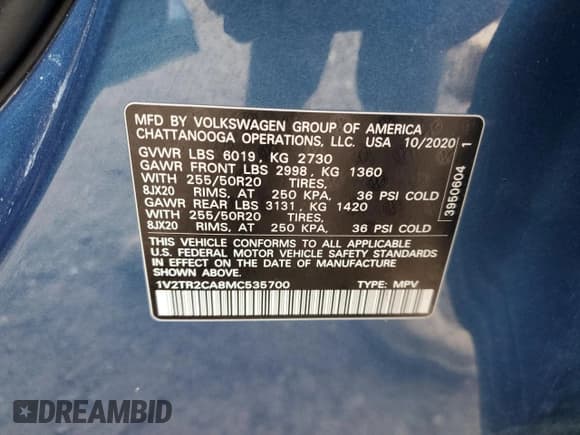 MFD BY VOLKSWAGEN GROUP OF AMERICA
CHATTANOOGA OPERATIONS, LLC. USA 10/2020
GVWR LBS 6019, KG 2730
GAWR FRONT LBS 2998, KG 1360
WITH 255/50R20 TIRES,
8JX20 RIMS, AT 250 KPA, 36 PSI COLD
GAWR REAR LBS 3131, KG 1420
WITH 255/50R20 TIRES,
8JX20 RIMS, AT 250 KPA, 36 PSI COLD
THIS VEHICLE CONFORMS TO ALL APPLICABLE
U.S. FEDERAL MOTOR VEHICLE SAFETY STANDARDS
IN EFFECT ON THE DATE OF MANUFACTURE
SHOWN ABOVE.
1V2TR2CA8MC535700 TYPE: MPV
3950604 1
DREAMBID